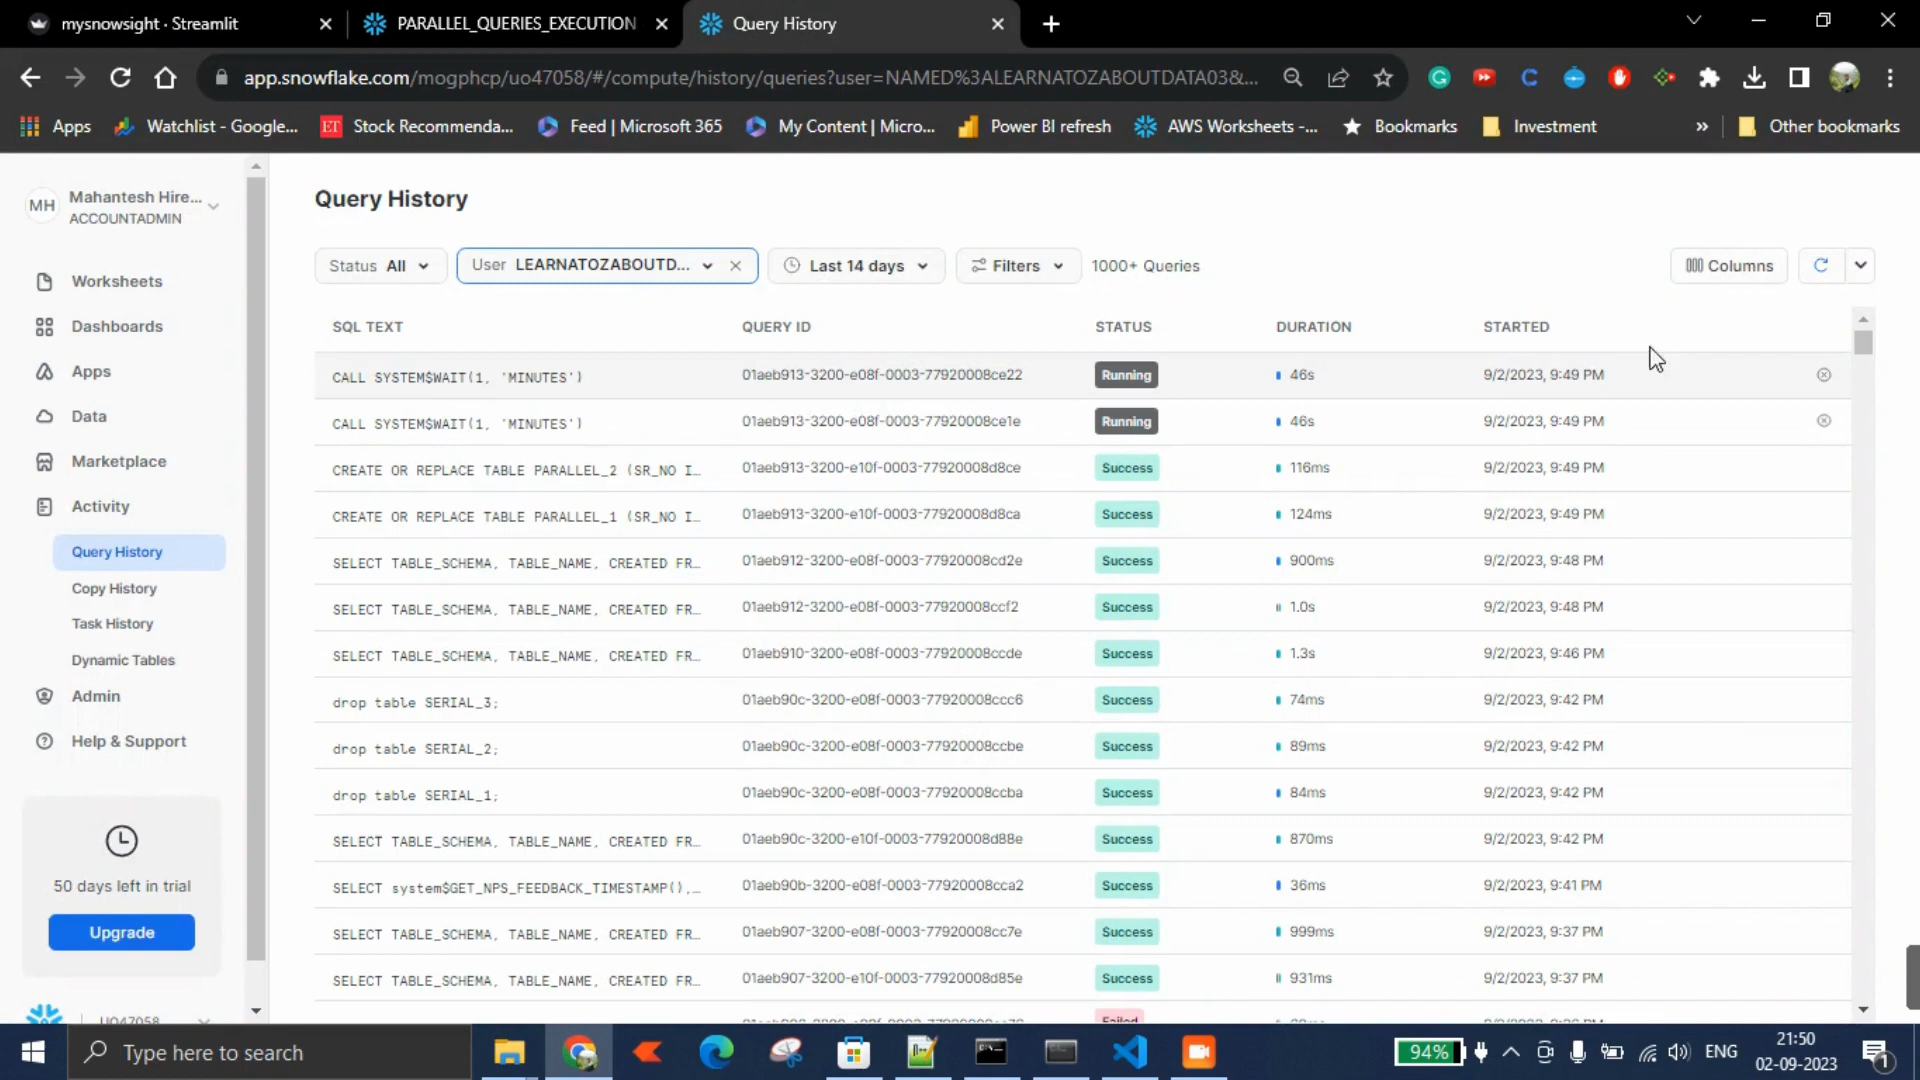 mysnowsight · Streamlit
PARALLEL_QUERIES_EXECUTION
Query History
app.snowflake.com/mogphcp/uo47058/#/compute/history/queries?user=NAMED%3ALEARNATOZABOUTDATA03&...
Apps
Watchlist - Google...
ET
Stock Recommenda...
Feed | Microsoft 365
My Content | Micro...
Power BI refresh
AWS Worksheets -...
Bookmarks
Investment
»
Other bookmarks
MH
Mahantesh Hire...
ACCOUNTADMIN
Worksheets
Dashboards
Apps
Data
Marketplace
Activity
Query History
Copy History
Task History
Dynamic Tables
Admin
Help & Support
50 days left in trial
Upgrade
UO47058
Query History
Status All
User LEARNATOZABOUTD...
Last 14 days
Filters
1000+ Queries
Columns
SQL TEXT QUERY ID STATUS DURATION STARTED
CALL SYSTEM$WAIT(1, 'MINUTES') 01aeb913-3200-e08f-0003-77920008ce22 Running 46s 9/2/2023, 9:49 PM
CALL SYSTEM$WAIT(1, 'MINUTES') 01aeb913-3200-e08f-0003-77920008ce1e Running 46s 9/2/2023, 9:49 PM
CREATE OR REPLACE TABLE PARALLEL_2 (SR_NO I... 01aeb913-3200-e10f-0003-77920008d8ce Success 116ms 9/2/2023, 9:49 PM
CREATE OR REPLACE TABLE PARALLEL_1 (SR_NO I... 01aeb913-3200-e10f-0003-77920008d8ca Success 124ms 9/2/2023, 9:49 PM
SELECT TABLE_SCHEMA, TABLE_NAME, CREATED FR... 01aeb912-3200-e08f-0003-77920008cd2e Success 900ms 9/2/2023, 9:48 PM
SELECT TABLE_SCHEMA, TABLE_NAME, CREATED FR... 01aeb912-3200-e08f-0003-77920008ccf2 Success 1.0s 9/2/2023, 9:48 PM
SELECT TABLE_SCHEMA, TABLE_NAME, CREATED FR... 01aeb910-3200-e08f-0003-77920008ccde Success 1.3s 9/2/2023, 9:46 PM
drop table SERIAL_3; 01aeb90c-3200-e08f-0003-77920008ccc6 Success 74ms 9/2/2023, 9:42 PM
drop table SERIAL_2; 01aeb90c-3200-e08f-0003-77920008ccbe Success 89ms 9/2/2023, 9:42 PM
drop table SERIAL_1; 01aeb90c-3200-e08f-0003-77920008ccba Success 84ms 9/2/2023, 9:42 PM
SELECT TABLE_SCHEMA, TABLE_NAME, CREATED FR... 01aeb90c-3200-e10f-0003-77920008d88e Success 870ms 9/2/2023, 9:42 PM
SELECT system$GET_NPS_FEEDBACK_TIMESTAMP(),... 01aeb90b-3200-e08f-0003-77920008cca2 Success 36ms 9/2/2023, 9:41 PM
SELECT TABLE_SCHEMA, TABLE_NAME, CREATED FR... 01aeb907-3200-e08f-0003-77920008cc7e Success 999ms 9/2/2023, 9:37 PM
SELECT TABLE_SCHEMA, TABLE_NAME, CREATED FR... 01aeb907-3200-e10f-0003-77920008d85e Success 931ms 9/2/2023, 9:37 PM
Failed
Type here to search
94%
ENG
21:50
02-09-2023
1